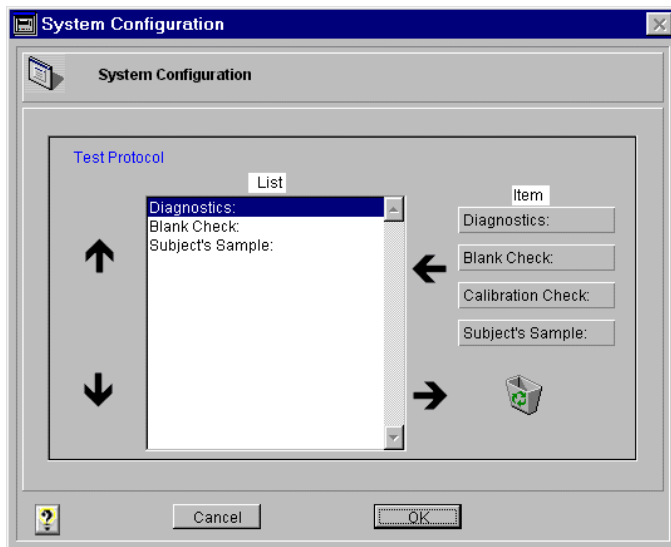 System Configuration
System Configuration
Test Protocol
List
Item
Diagnostics:
Blank Check:
Subject's Sample:
Diagnostics:
Blank Check:
Calibration Check:
Subject's Sample:
?
Cancel
OK